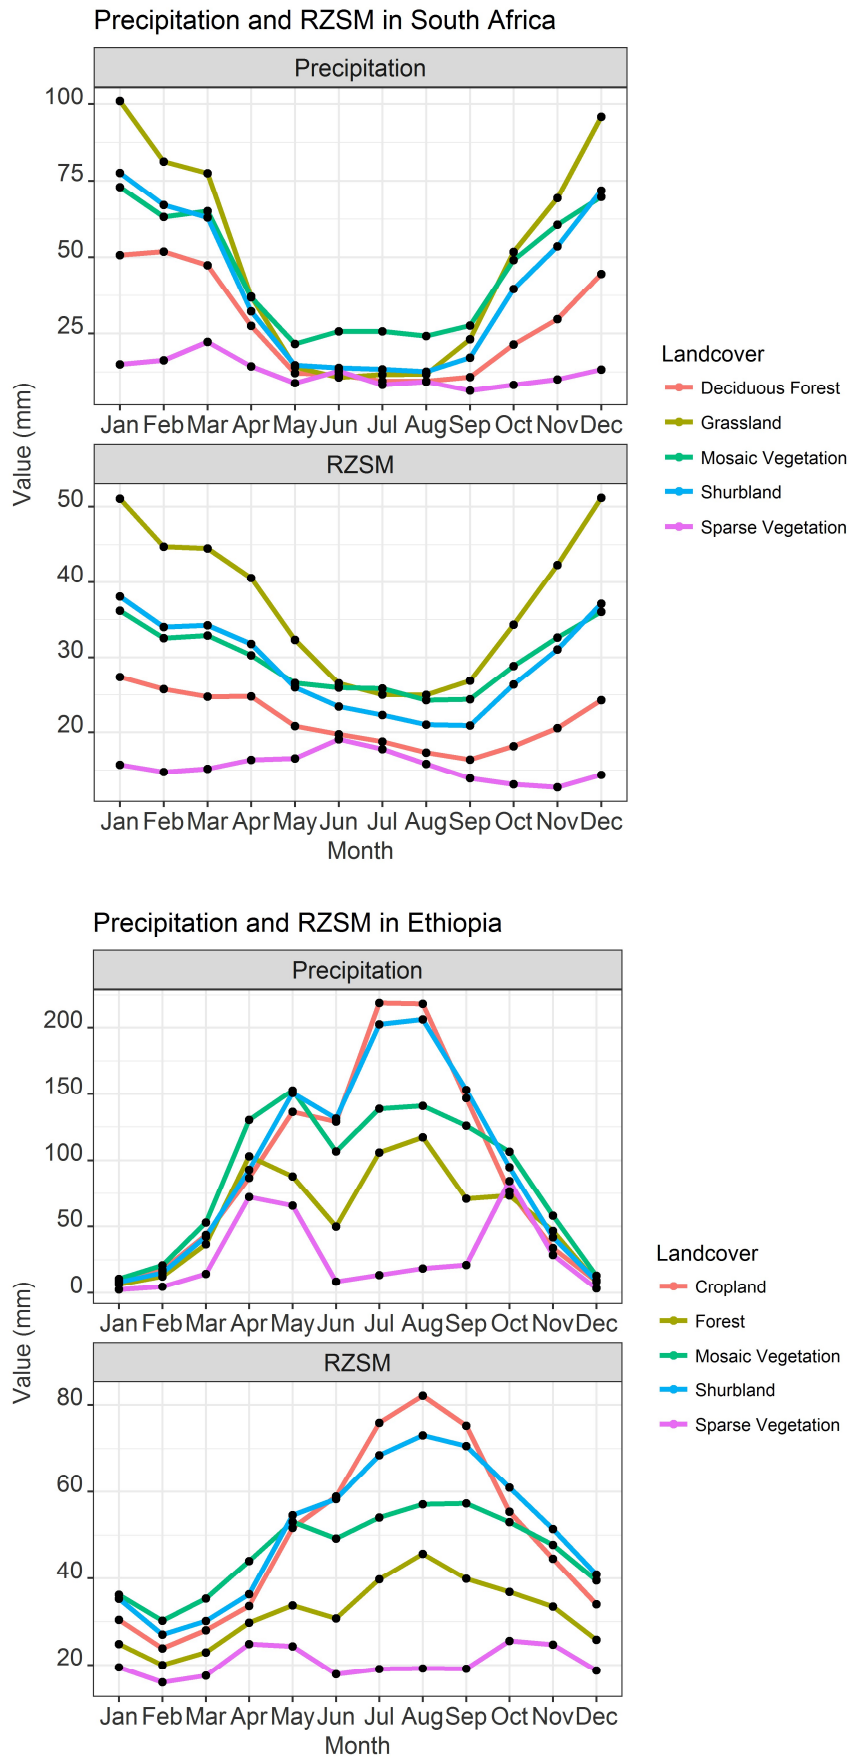 Precipitation and RZSM in South Africa
Precipitation
100
75
50
25
Jan Feb Mar Apr May Jun Jul Aug Sep Oct Nov Dec
Value (mm)
RZSM
50
40
30
20
Jan Feb Mar Apr May Jun Jul Aug Sep Oct Nov Dec
Month
Landcover
Deciduous Forest
Grassland
Mosaic Vegetation
Shurbland
Sparse Vegetation
Precipitation and RZSM in Ethiopia
Precipitation
200
150
100
50
0
Jan Feb Mar Apr May Jun Jul Aug Sep Oct Nov Dec
Value (mm)
RZSM
80
60
40
20
Jan Feb Mar Apr May Jun Jul Aug Sep Oct Nov Dec
Month
Landcover
Cropland
Forest
Mosaic Vegetation
Shurbland
Sparse Vegetation